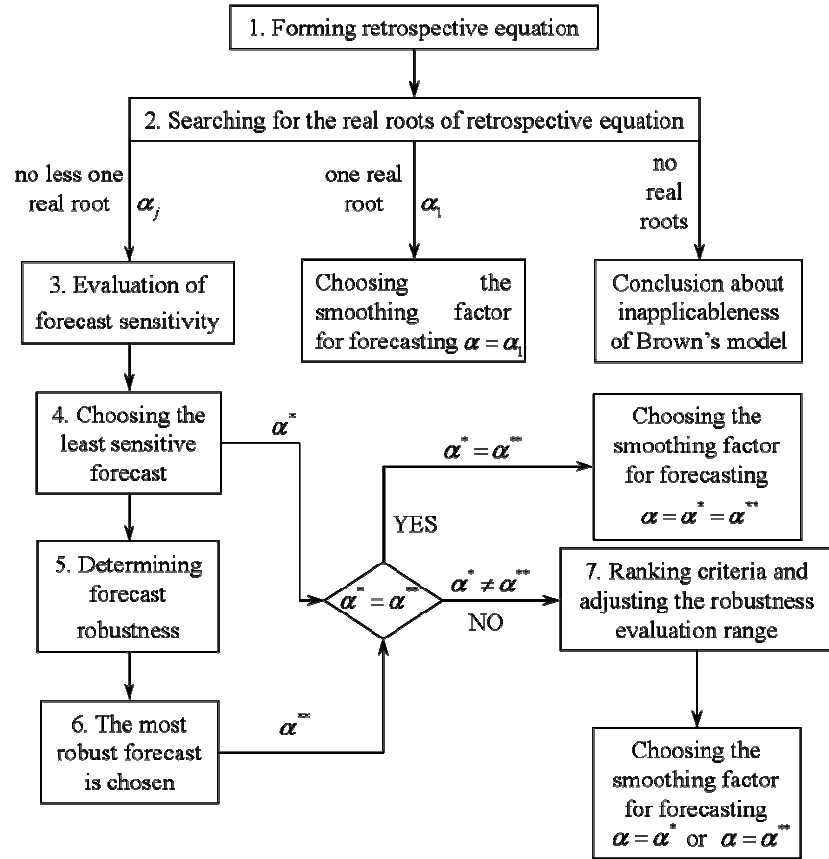 1. Forming retrospective equation
2. Searching for the real roots of retrospective equation
no less one
real root
αj
one real
root
α1
no
real
roots
3. Evaluation of
forecast sensitivity
Choosing the
smoothing factor
for forecasting α = α1
Conclusion about
inapplicableness
of Brown's model
4. Choosing the
least sensitive
forecast
α*
α* = α**
YES
Choosing the
smoothing factor
for forecasting
α = α* = α**
5. Determining
forecast
robustness
α* = α**
α* ≠ α**
NO
7. Ranking criteria and
adjusting the robustness
evaluation range
6. The most
robust forecast
is chosen
α**
Choosing the
smoothing factor
for forecasting
α = α* or α = α**